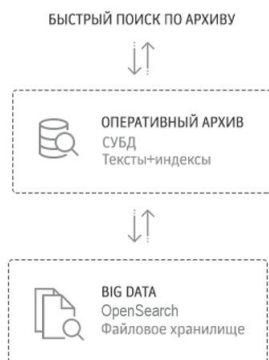 БЫСТРЫЙ ПОИСК ПО АРХИВУ
ОПЕРАТИВНЫЙ АРХИВ
СУБД
Тексты+индексы
BIG DATA
OpenSearch
Файловое хранилище